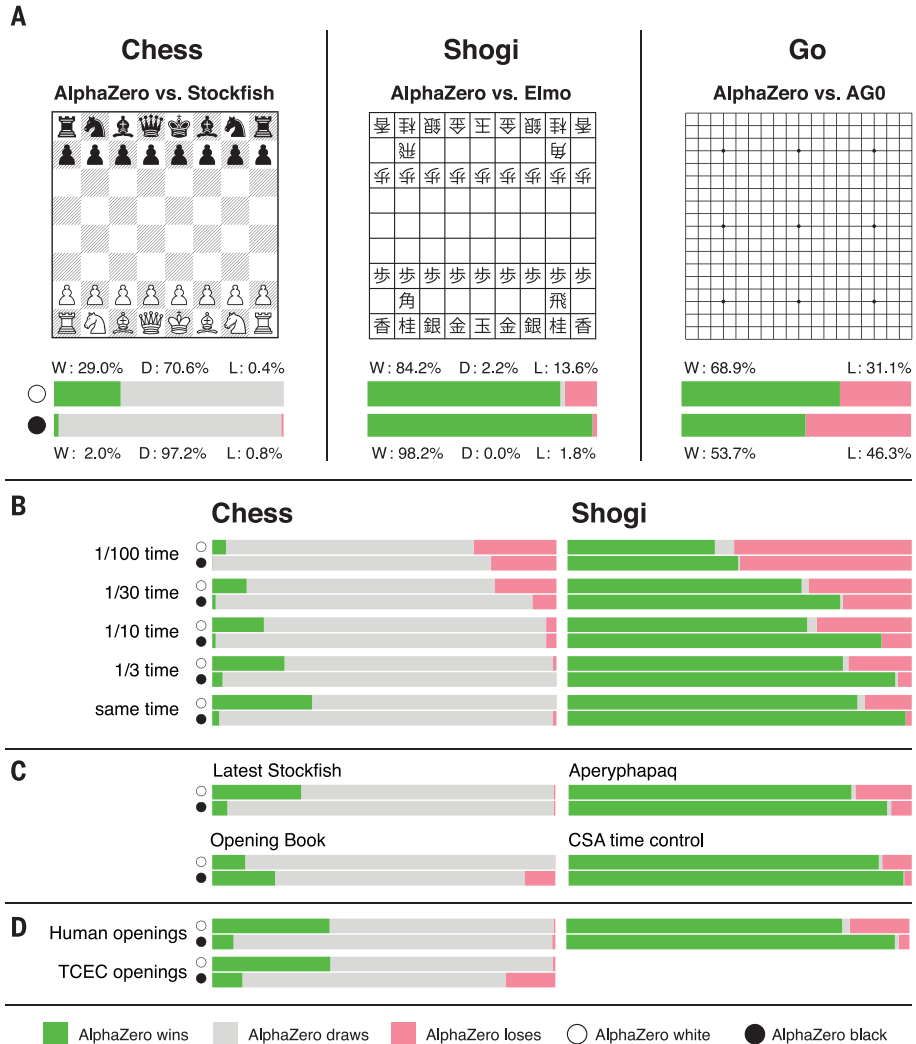 A
Chess
AlphaZero vs. Stockfish
W: 29.0% D: 70.6% L: 0.4%
W: 2.0% D: 97.2% L: 0.8%
Shogi
AlphaZero vs. Elmo
香 桂 銀 金 玉 金 銀 桂 香
飛 角
歩 歩 歩 歩 歩 歩 歩 歩 歩
歩 歩 歩 歩 歩 歩 歩 歩 歩
角 飛
香 桂 銀 金 玉 金 銀 桂 香
W: 84.2% D: 2.2% L: 13.6%
W: 98.2% D: 0.0% L: 1.8%
Go
AlphaZero vs. AG0
W: 68.9% L: 31.1%
W: 53.7% L: 46.3%
B
Chess Shogi
1/100 time
1/30 time
1/10 time
1/3 time
same time
C
Latest Stockfish Aperyphapaq
Opening Book CSA time control
D
Human openings
TCEC openings
AlphaZero wins AlphaZero draws AlphaZero loses AlphaZero white AlphaZero black